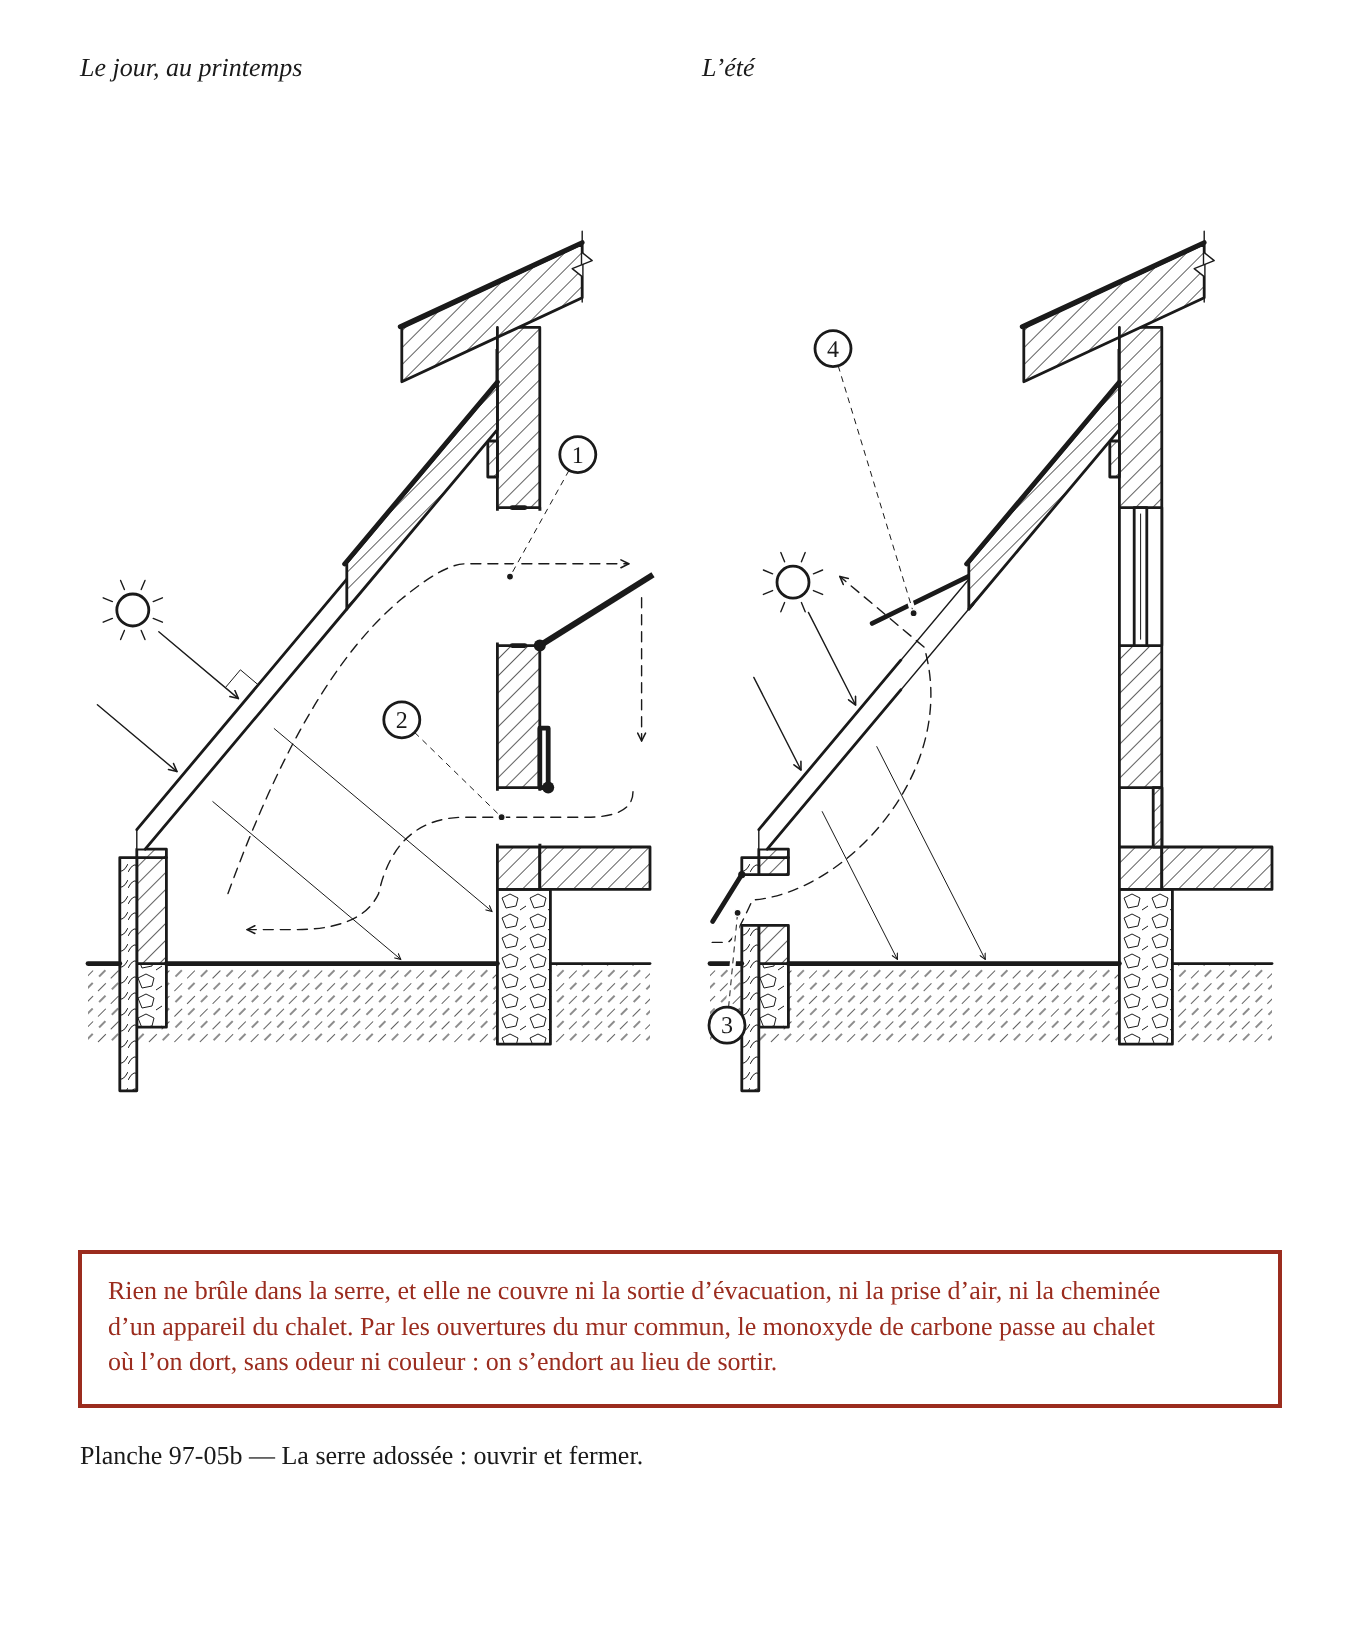 Le jour, au printemps
L’été
4
1
2
3
Rien ne brûle dans la serre, et elle ne couvre ni la sortie d’évacuation, ni la prise d’air, ni la cheminée
d’un appareil du chalet. Par les ouvertures du mur commun, le monoxyde de carbone passe au chalet
où l’on dort, sans odeur ni couleur : on s’endort au lieu de sortir.
Planche 97-05b — La serre adossée : ouvrir et fermer.